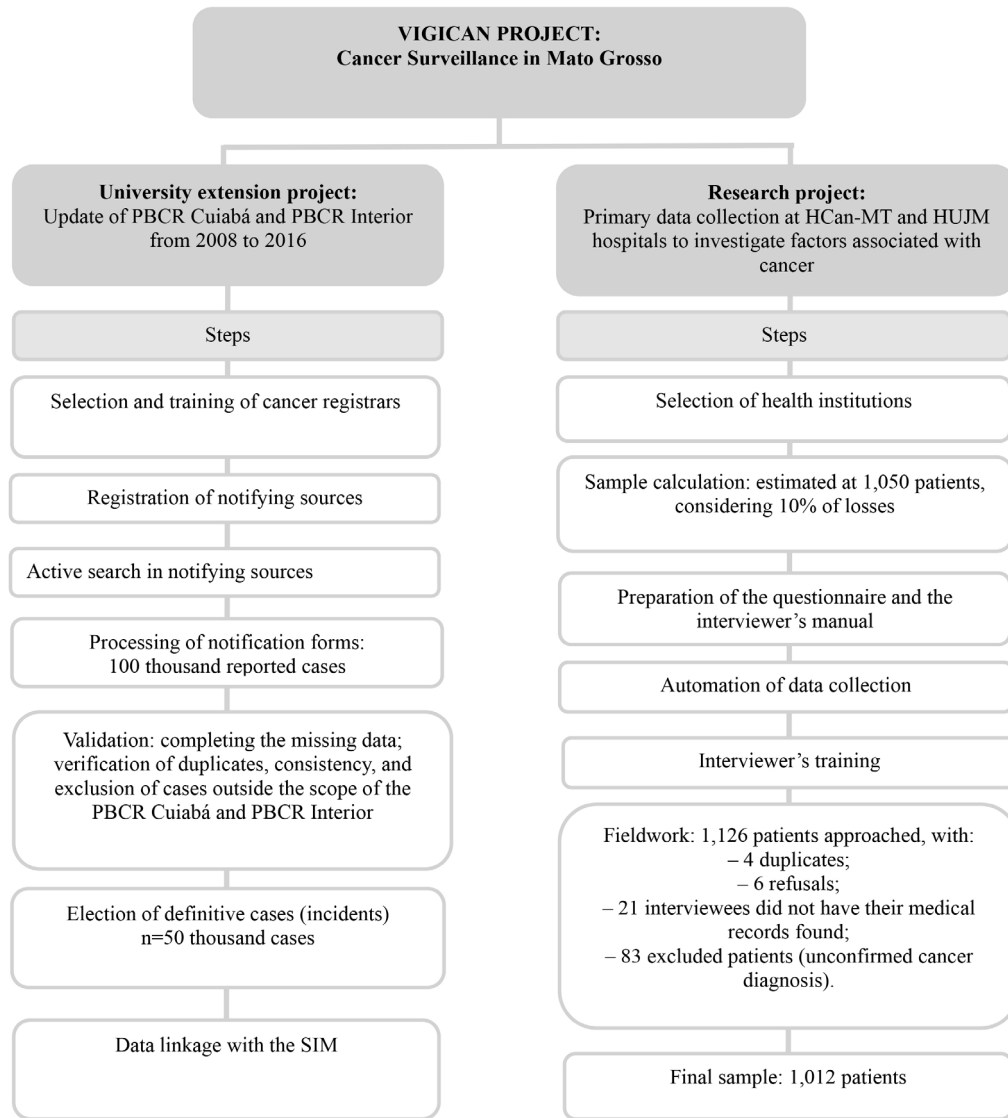 VIGICAN PROJECT:
Cancer Surveillance in Mato Grosso
University extension project:
Update of PBCR Cuiabá and PBCR Interior
from 2008 to 2016
Steps
Selection and training of cancer registrars
Registration of notifying sources
Active search in notifying sources
Processing of notification forms:
100 thousand reported cases
Validation: completing the missing data;
verification of duplicates, consistency, and
exclusion of cases outside the scope of the
PBCR Cuiabá and PBCR Interior
Election of definitive cases (incidents)
n=50 thousand cases
Data linkage with the SIM
Research project:
Primary data collection at HCan-MT and HUJM
hospitals to investigate factors associated with
cancer
Steps
Selection of health institutions
Sample calculation: estimated at 1,050 patients,
considering 10% of losses
Preparation of the questionnaire and the
interviewer’s manual
Automation of data collection
Interviewer’s training
Fieldwork: 1,126 patients approached, with:
– 4 duplicates;
– 6 refusals;
– 21 interviewees did not have their medical
records found;
– 83 excluded patients (unconfirmed cancer
diagnosis).
Final sample: 1,012 patients